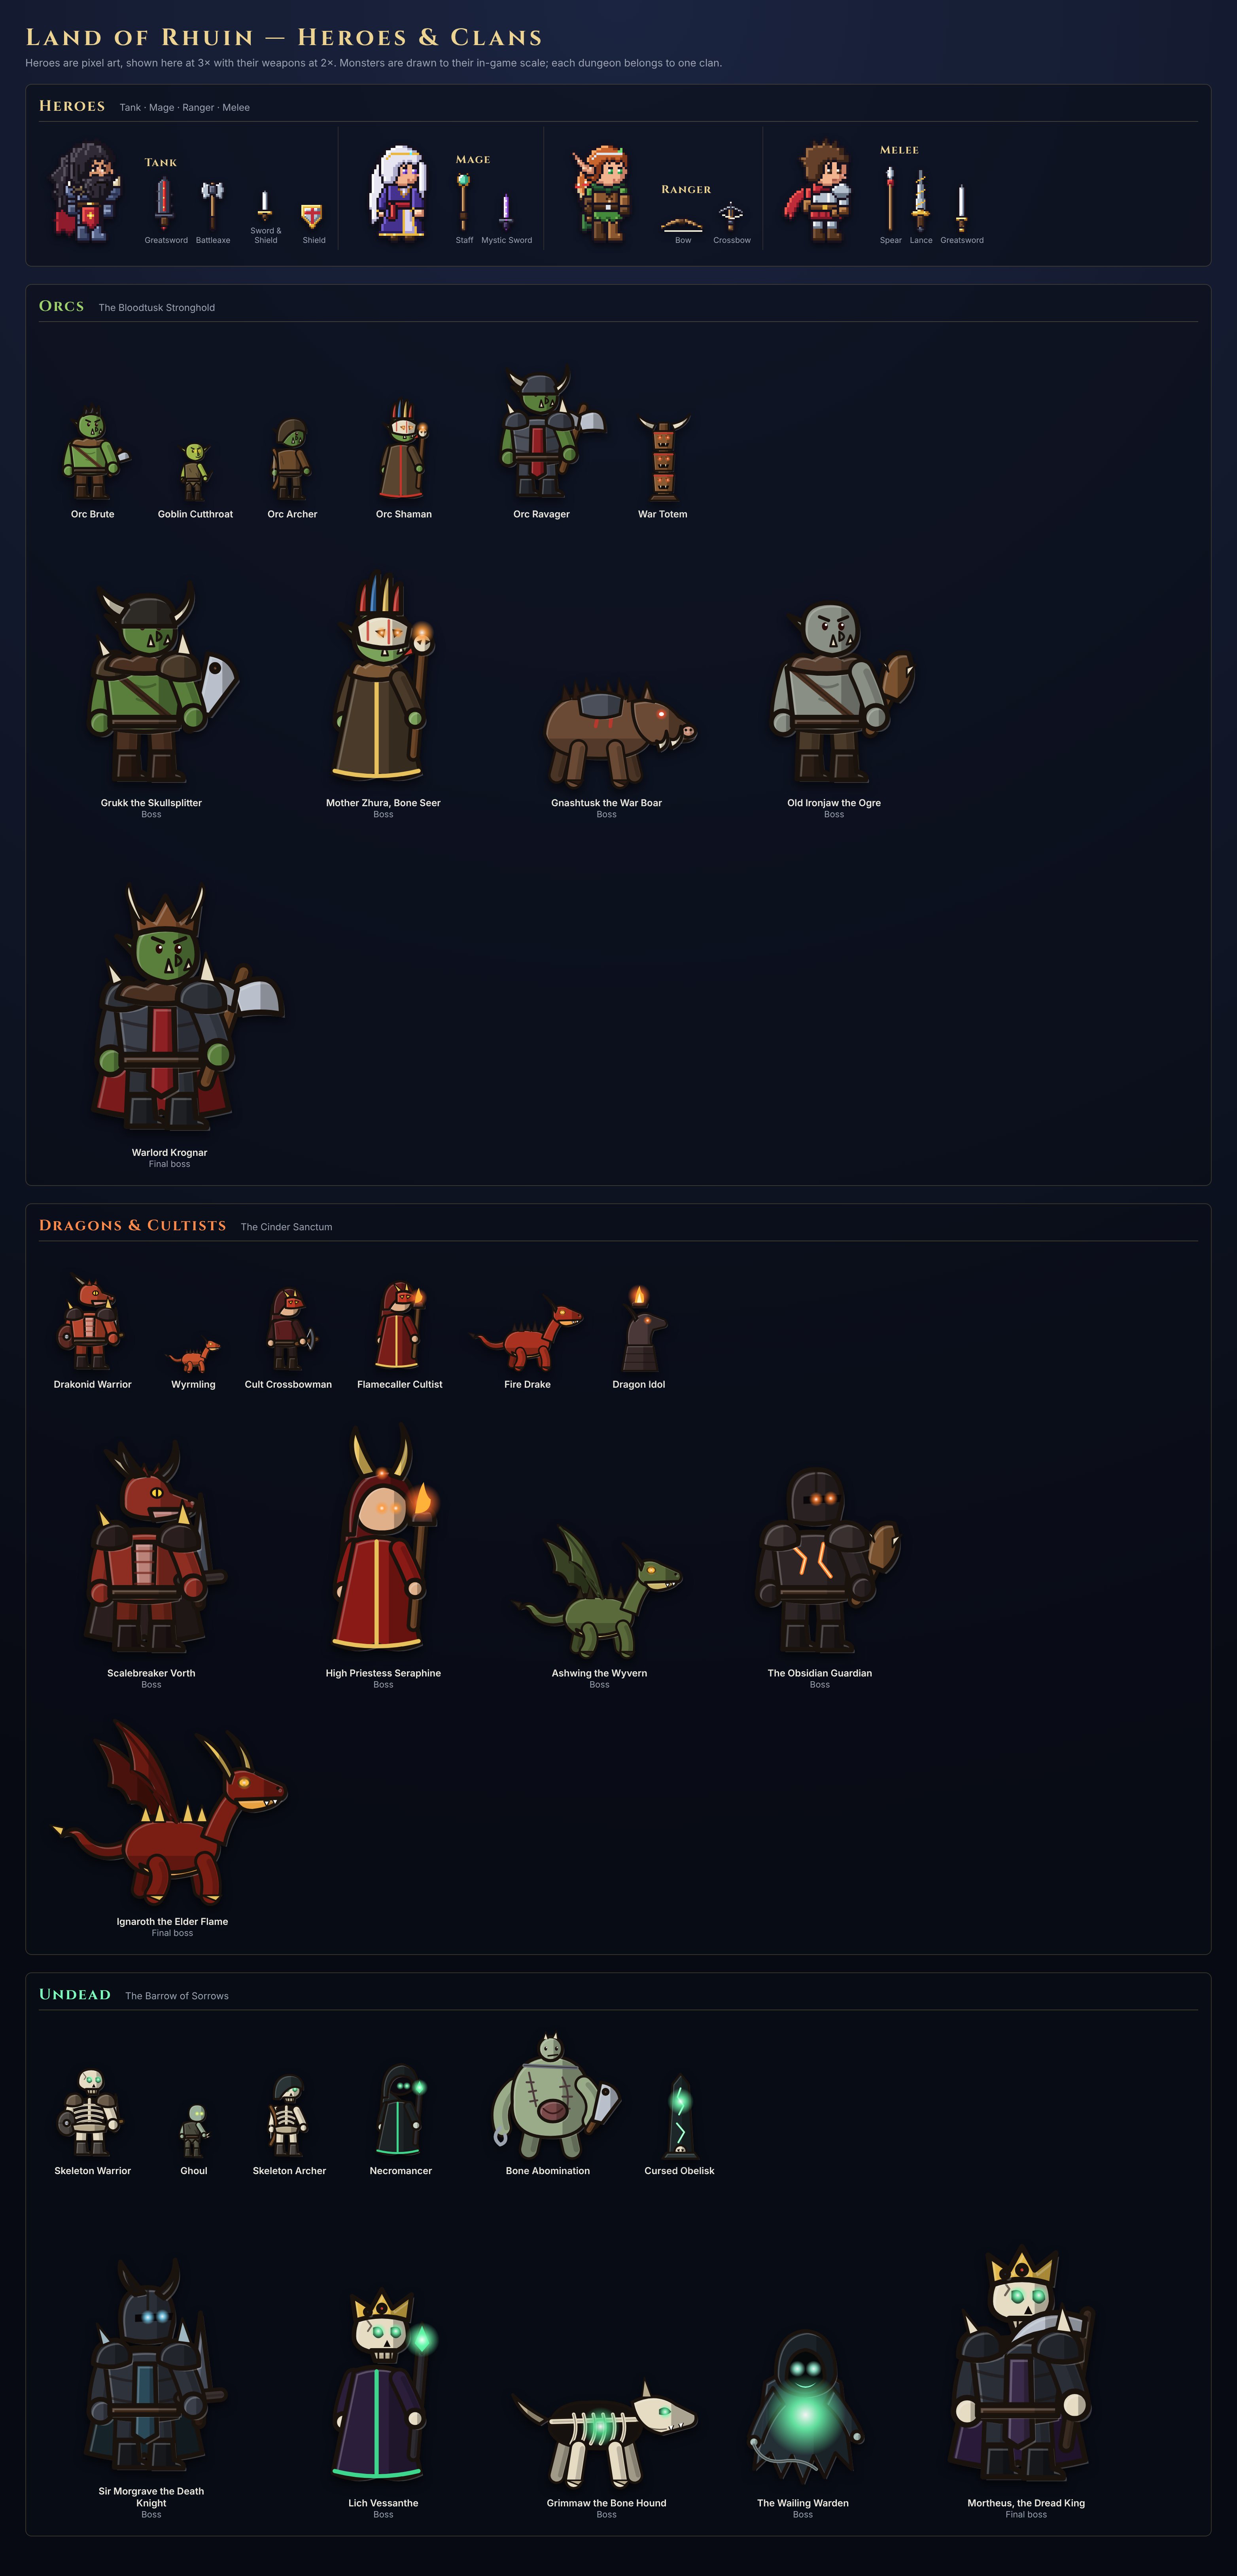 Land of Rhuin — Heroes & Clans
Heroes are pixel art, shown here at 3× with their weapons at 2×. Monsters are drawn to their in-game scale; each dungeon belongs to one clan.
Heroes Tank · Mage · Ranger · Melee
Tank
Greatsword Battleaxe Sword & Shield Shield
Mage
Staff Mystic Sword
Ranger
Bow Crossbow
Melee
Spear Lance Greatsword
Orcs The Bloodtusk Stronghold
Orc Brute Goblin Cutthroat Orc Archer Orc Shaman Orc Ravager War Totem
Grukk the Skullsplitter Mother Zhura, Bone Seer Gnashtusk the War Boar Old Ironjaw the Ogre
Boss Boss Boss Boss
Warlord Krognar
Final boss
Dragons & Cultists The Cinder Sanctum
Drakonid Warrior Wyrmling Cult Crossbowman Flamecaller Cultist Fire Drake Dragon Idol
Scalebreaker Vorth High Priestess Seraphine Ashwing the Wyvern The Obsidian Guardian
Boss Boss Boss Boss
Ignaroth the Elder Flame
Final boss
Undead The Barrow of Sorrows
Skeleton Warrior Ghoul Skeleton Archer Necromancer Bone Abomination Cursed Obelisk
Sir Morgrave the Death Knight Lich Vessanthe Grimmaw the Bone Hound The Wailing Warden Mortheus, the Dread King
Boss Boss Boss Boss Final boss